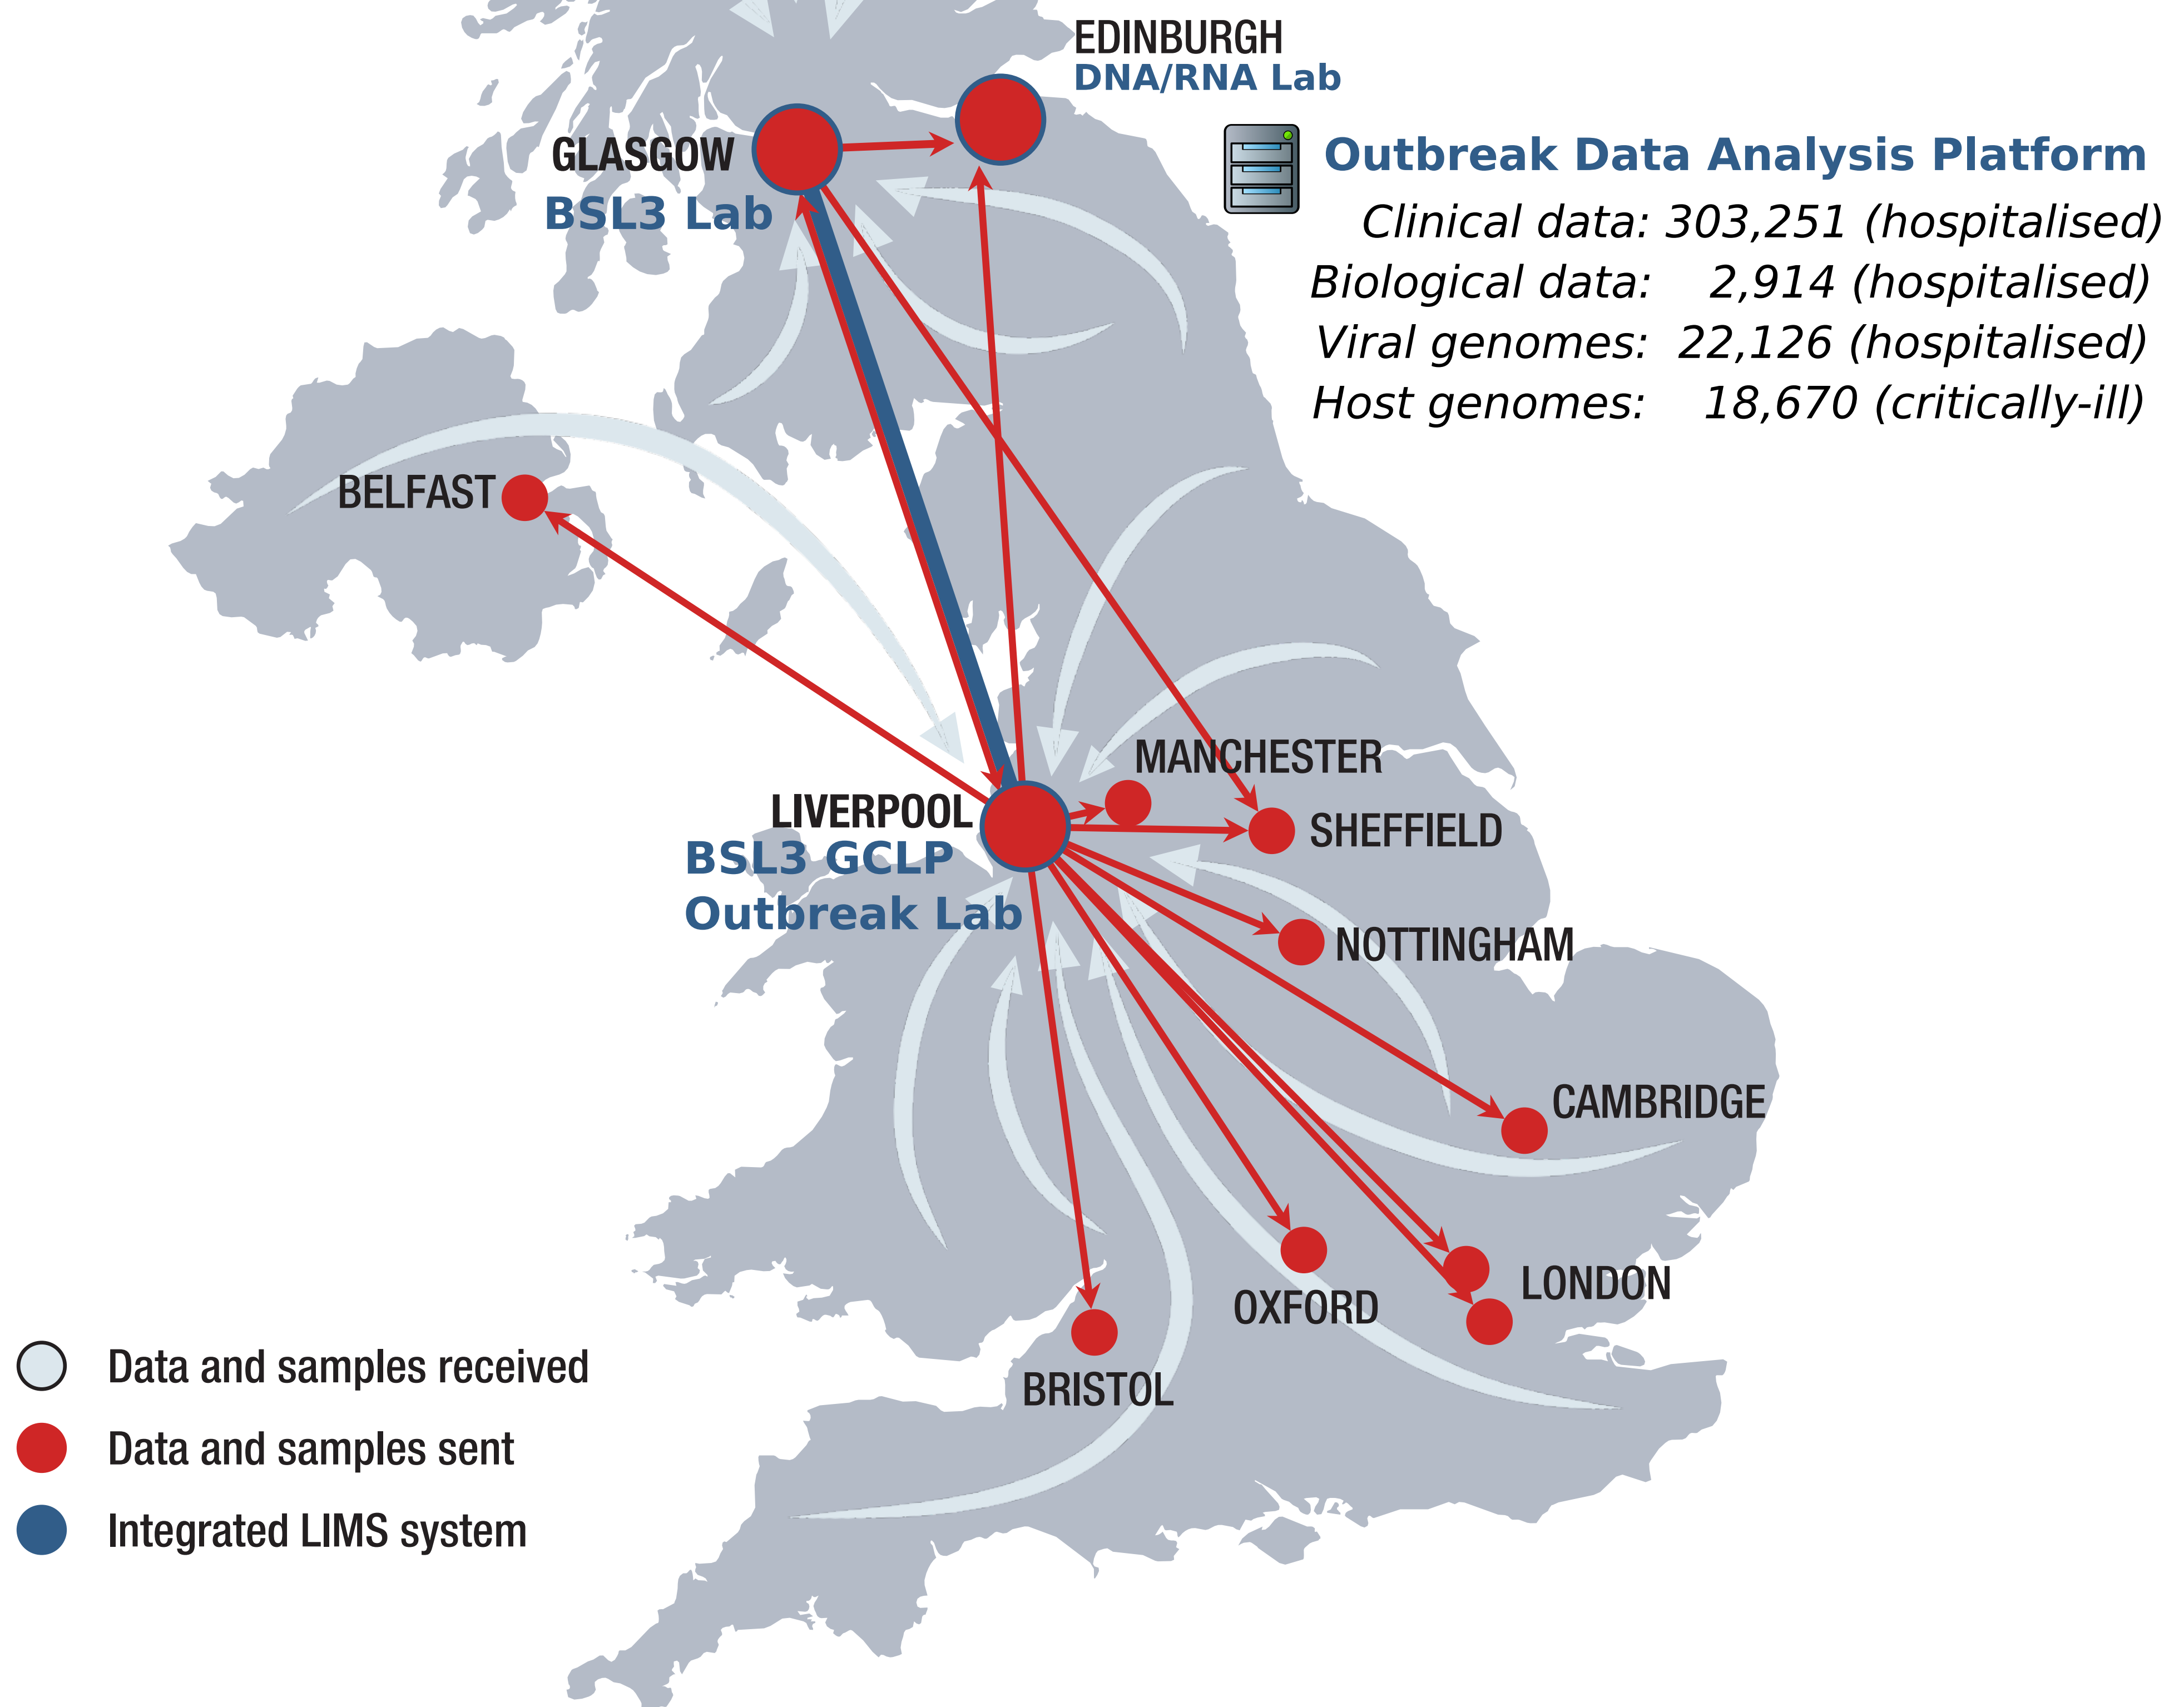 EDINBURGH
DNA/RNA Lab
GLASGOW
BSL3 Lab
Outbreak Data Analysis Platform
Clinical data: 303,251 (hospitalised)
Biological data: 2,914 (hospitalised)
Viral genomes: 22,126 (hospitalised)
Host genomes: 18,670 (critically-ill)
BELFAST
MANCHESTER
LIVERPOOL
BSL3 GCLP
Outbreak Lab
SHEFFIELD
NOTTINGHAM
CAMBRIDGE
LONDON
OXFORD
BRISTOL
Data and samples received
Data and samples sent
Integrated LIMS system